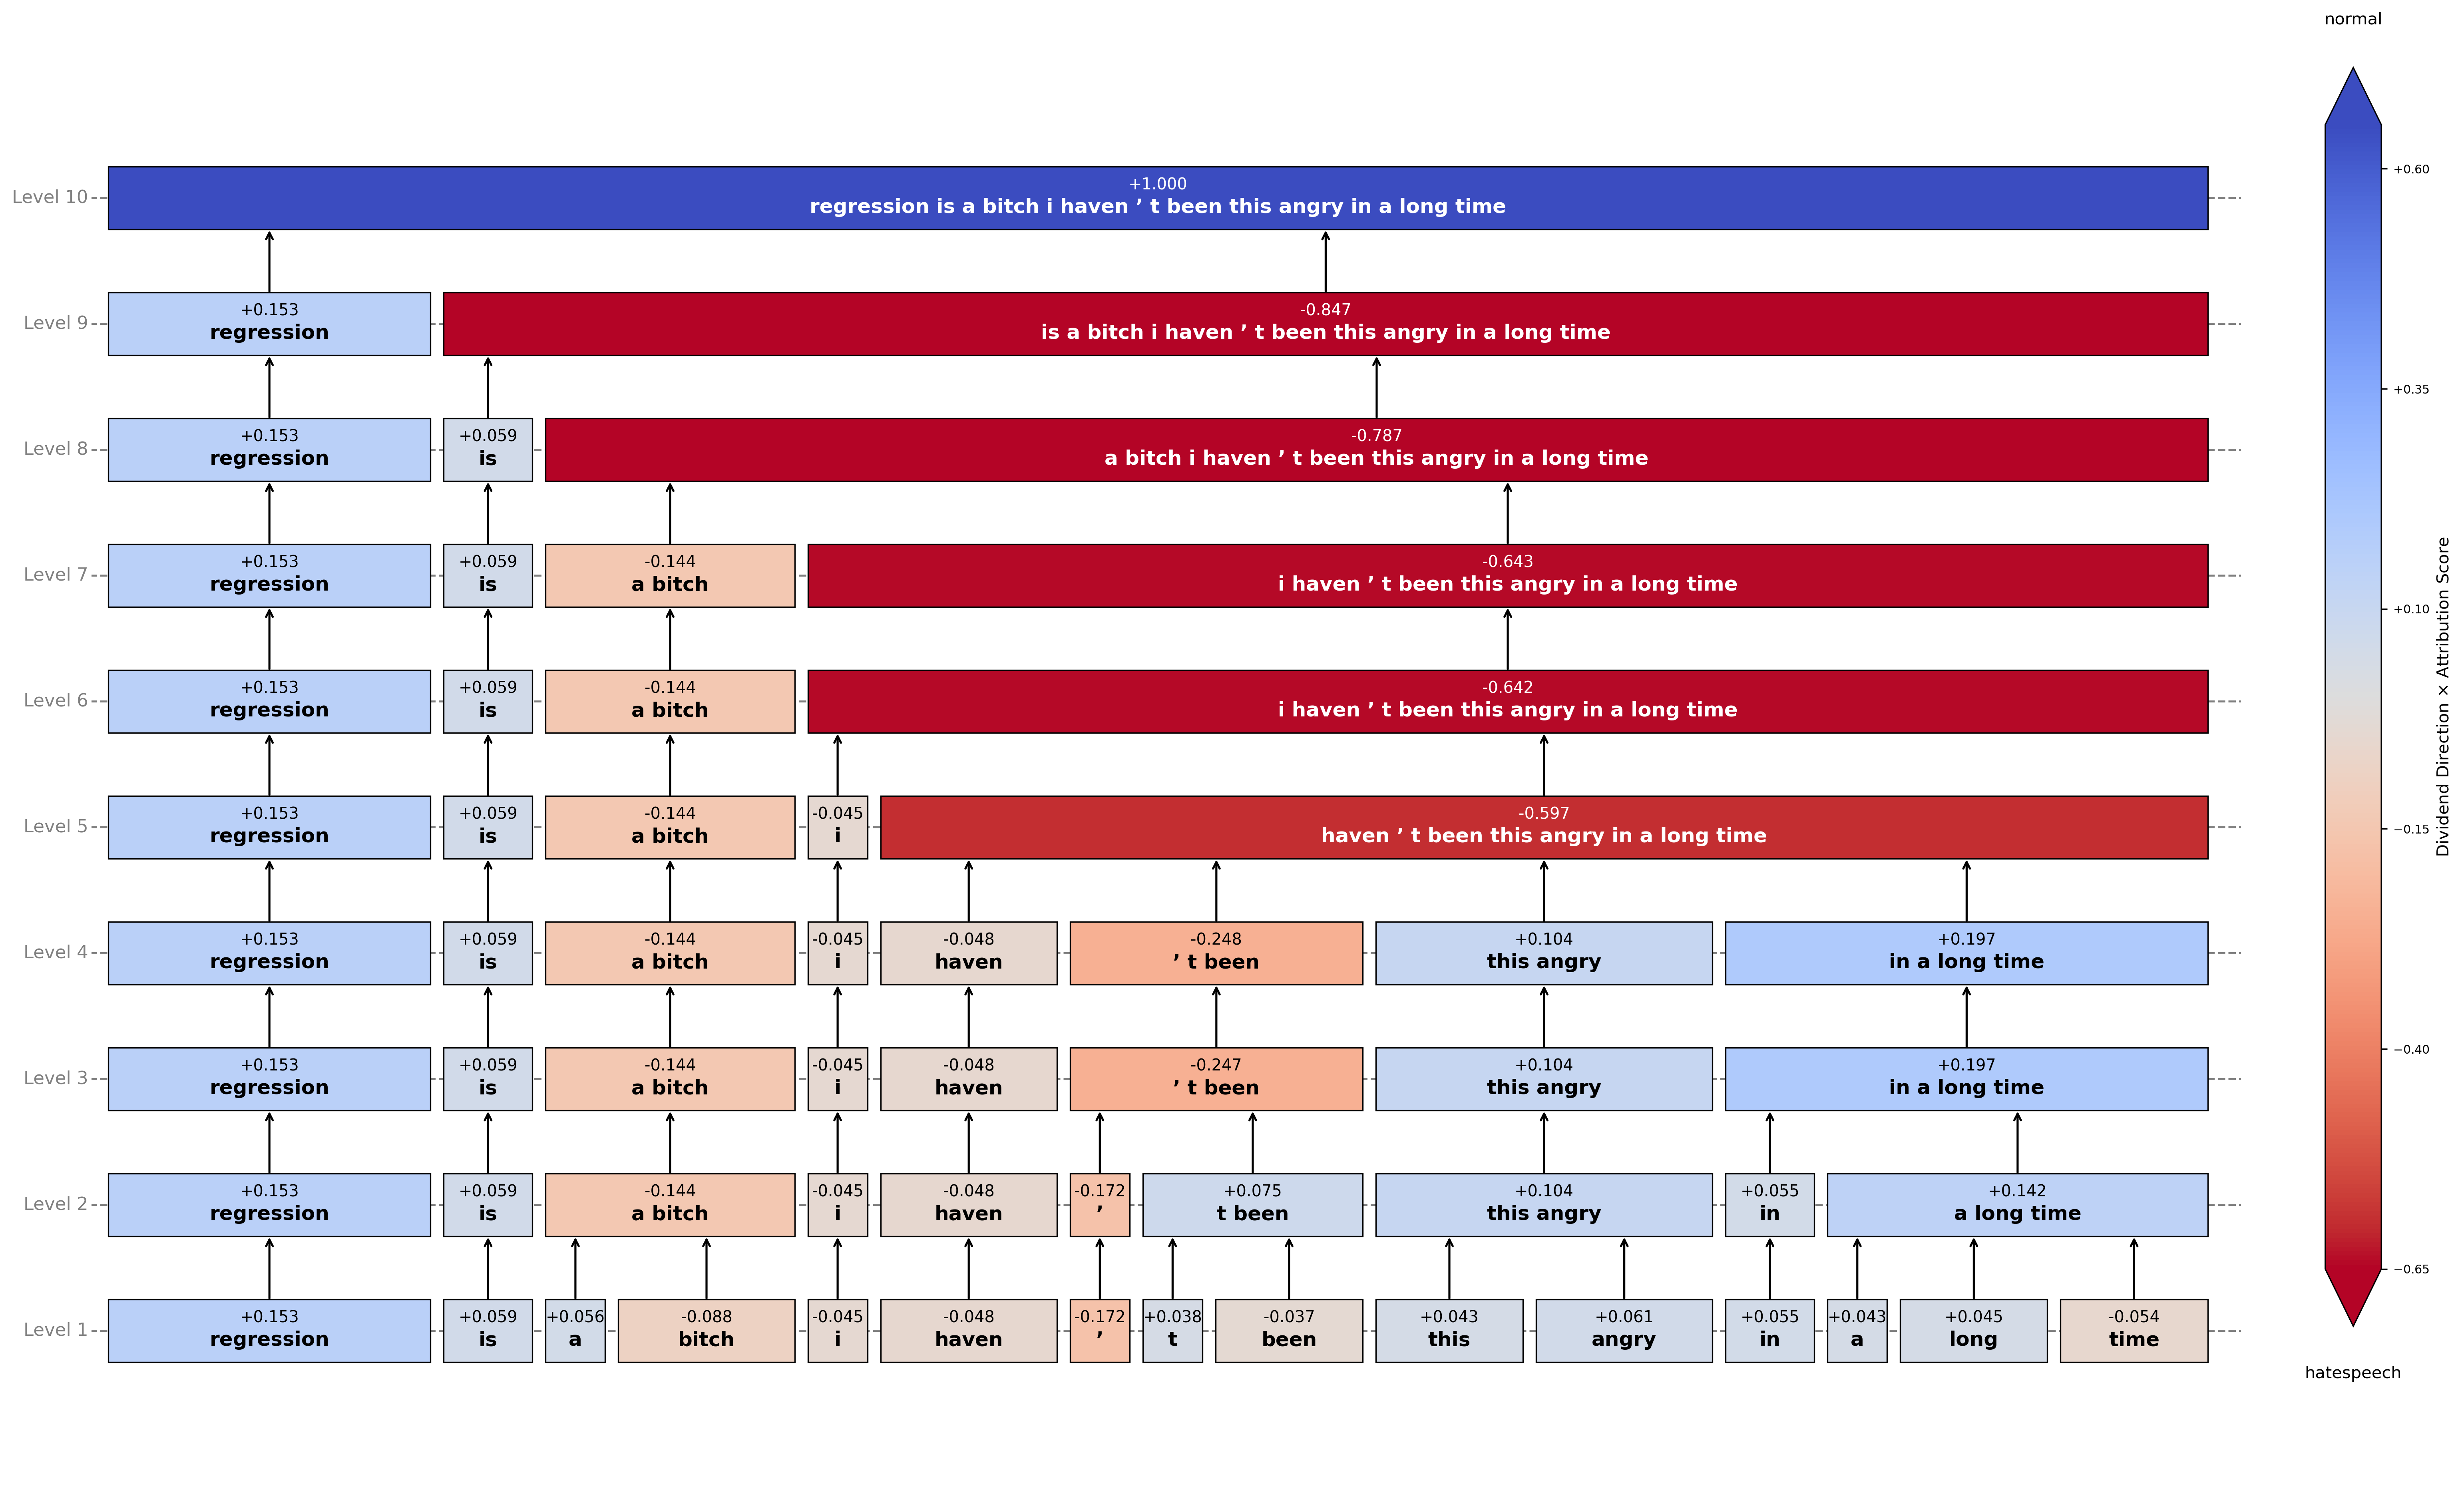 normal
Level 10
+1.000
regression is a bitch i haven ’ t been this angry in a long time
Level 9
+0.153
regression
-0.847
is a bitch i haven ’ t been this angry in a long time
Level 8
+0.153
regression
+0.059
is
-0.787
a bitch i haven ’ t been this angry in a long time
Level 7
+0.153
regression
+0.059
is
-0.144
a bitch
-0.643
i haven ’ t been this angry in a long time
Level 6
+0.153
regression
+0.059
is
-0.144
a bitch
-0.642
i haven ’ t been this angry in a long time
Level 5
+0.153
regression
+0.059
is
-0.144
a bitch
-0.045
i
-0.597
haven ’ t been this angry in a long time
Level 4
+0.153
regression
+0.059
is
-0.144
a bitch
-0.045
i
-0.048
haven
-0.248
’ t been
+0.104
this angry
+0.197
in a long time
Level 3
+0.153
regression
+0.059
is
-0.144
a bitch
-0.045
i
-0.048
haven
-0.247
’ t been
+0.104
this angry
+0.197
in a long time
Level 2
+0.153
regression
+0.059
is
-0.144
a bitch
-0.045
i
-0.048
haven
-0.172
’
+0.075
t been
+0.104
this angry
+0.055
in
+0.142
a long time
Level 1
+0.153
regression
+0.059
is
+0.056
a
-0.088
bitch
-0.045
i
-0.048
haven
-0.172
’
+0.038
t
-0.037
been
+0.043
this
+0.061
angry
+0.055
in
+0.043
a
+0.045
long
-0.054
time
+0.60
+0.35
+0.10
−0.15
−0.40
−0.65
Dividend Direction × Attribution Score
hatespeech